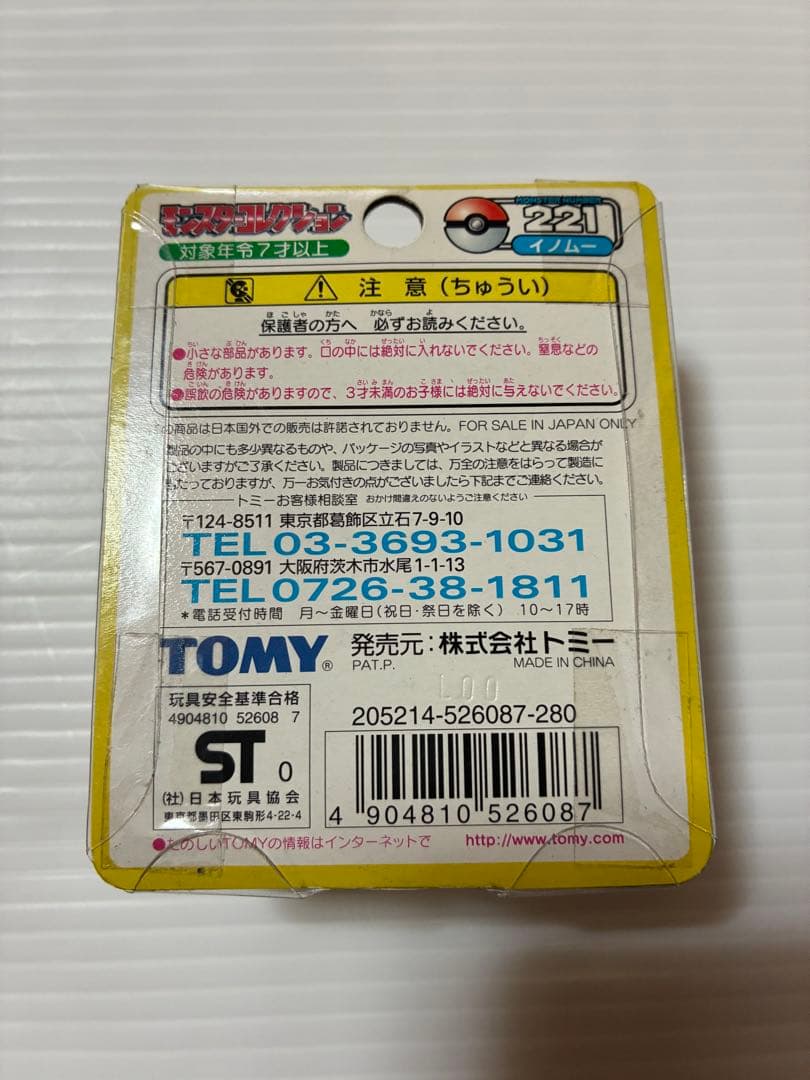 モンスターコレクション
対象年令7才以上
MONSTER NUMBER
221
イノムー
注 意 (ちゅうい)
保護者の方へ 必ずお読みください。
●小さな部品があります。口の中には絶対に入れないでください。窒息などの
危険があります。
●誤飲の危険がありますので、3才未満のお子様には絶対に与えないでください。
の商品は日本国外での販売は許諾されておりません。FOR SALE IN JAPAN ONLY
製品の中にも多少異なるものや、パッケージの写真やイラストなどと異なる場合が
ございますがご了承ください。製品につきましては、万全の注意をはらって製造に
たっておりますが、万一お気付きの点がございましたら下記までご連絡ください。
トミーお客様相談室 おかけ間違えのないようご注意ください
〒124-8511 東京都葛飾区立石7-9-10
TEL 03-3693-1031
〒567-0891 大阪府茨木市水尾1-1-13
TEL 0726-38-1811
*電話受付時間 月〜金曜日(祝日・祭日を除く) 10〜17時
TOMY® 発売元:株式会社トミー
PAT.P. MADE IN CHINA
L00
玩具安全基準合格
4904810 52608 7
ST 0
(社)日本玩具協会
東京都墨田区東駒形4-22-4
205214-526087-280
4 904810 526087
●たのしいTOMYの情報はインターネットで http://www.tomy.com